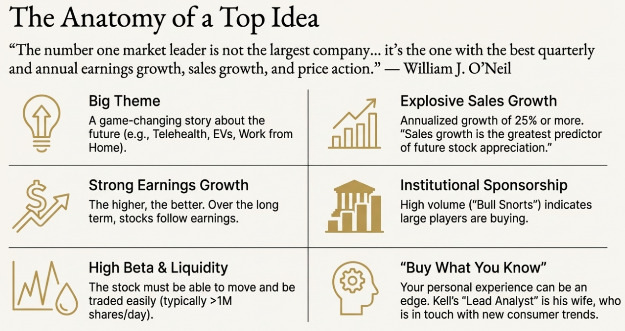 The Anatomy of a Top Idea
“The number one market leader is not the largest company... it’s the one with the best quarterly
and annual earnings growth, sales growth, and price action.” — William J. O’Neil
Big Theme
A game-changing story about the
future (e.g., Telehealth, EVs, Work from
Home).
Explosive Sales Growth
Annualized growth of 25% or more.
“Sales growth is the greatest predictor
of future stock appreciation.”
Strong Earnings Growth
The higher, the better. Over the long
term, stocks follow earnings.
Institutional Sponsorship
High volume (“Bull Snorts”) indicates
large players are buying.
High Beta & Liquidity
The stock must be able to move and be
traded easily (typically >1M
shares/day).
“Buy What You Know”
Your personal experience can be an
edge. Kell’s “Lead Analyst” is his wife, who
is in touch with new consumer trends.